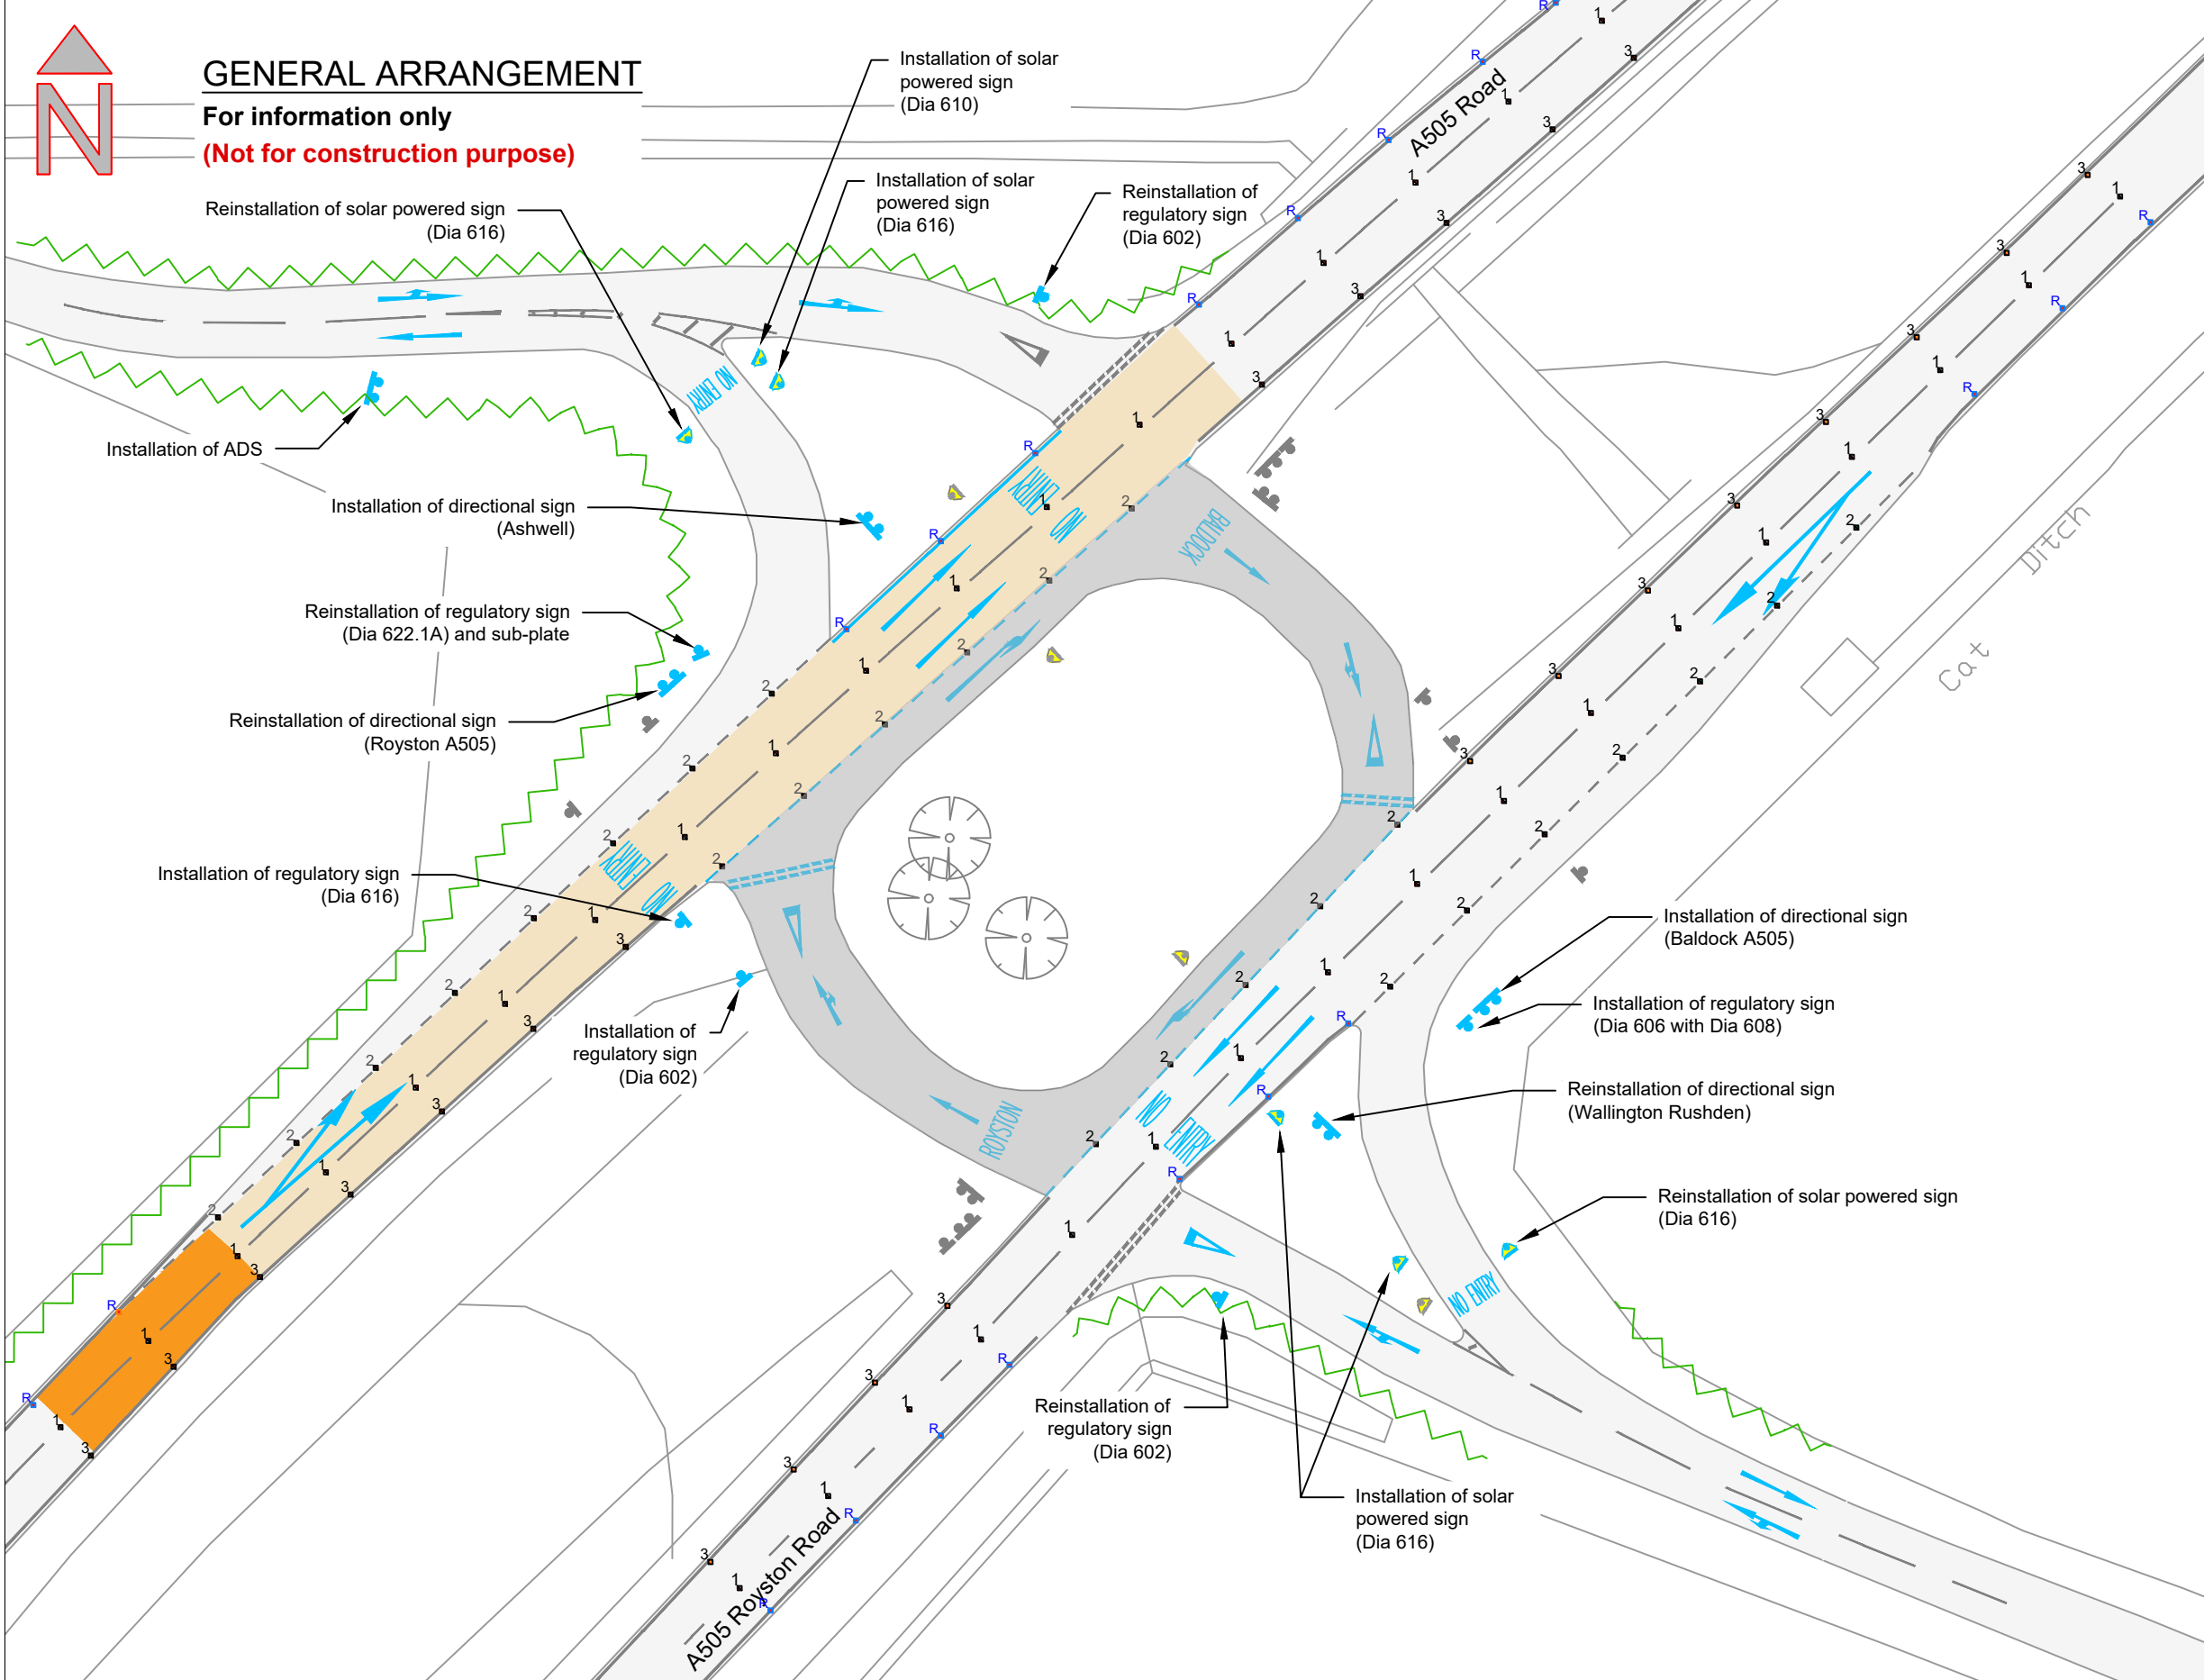 GENERAL ARRANGEMENT
For information only
(Not for construction purpose)
N
Installation of solar
powered sign
(Dia 610)
Installation of solar
powered sign
(Dia 616)
Reinstallation of
regulatory sign
(Dia 602)
Reinstallation of solar powered sign
(Dia 616)
A505 Road
NO ENTRY
Installation of ADS
Installation of directional sign
(Ashwell)
NO
ENTRY
BALDOCK
Reinstallation of regulatory sign
(Dia 622.1A) and sub-plate
Reinstallation of directional sign
(Royston A505)
Cat Ditch
Installation of regulatory sign
(Dia 616)
NO
ENTRY
Installation of directional sign
(Baldock A505)
Installation of regulatory sign
(Dia 606 with Dia 608)
Installation of
regulatory sign
(Dia 602)
Reinstallation of directional sign
(Wallington Rushden)
ROYSTON
NO
ENTRY
Reinstallation of solar powered sign
(Dia 616)
NO ENTRY
Reinstallation of
regulatory sign
(Dia 602)
Installation of solar
powered sign
(Dia 616)
A505 Royston Road